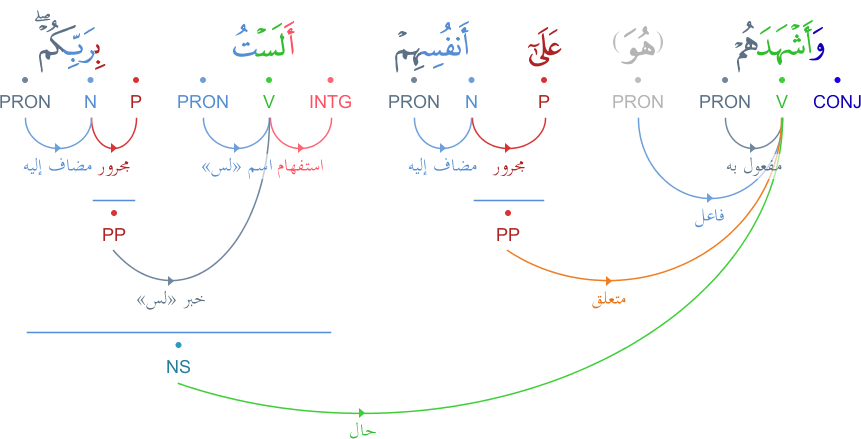 وَأَشْهَدَهُمْ (هُوَ) عَلَىٰٓ أَنفُسِهِمْ أَلَسْتُ بِرَبِّكُمْ ۖ
CONJ V PRON PRON P N PRON INTG V PRON P N PRON
مفعول به مجرور مضاف إليه استفهام اسم «لس» مجرور مضاف إليه
فاعل
PP PP
متعلق
خبر «لس»
NS
حال